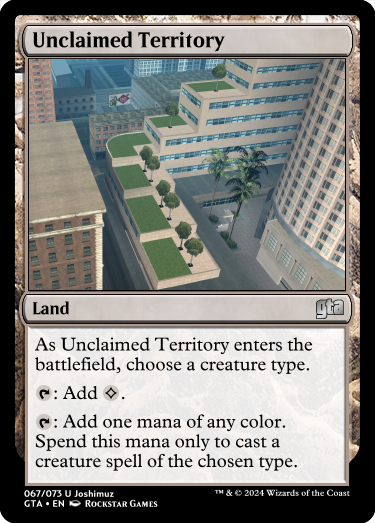 Unclaimed Territory
Land
gta
As Unclaimed Territory enters the
battlefield, choose a creature type.
: Add .
: Add one mana of any color.
Spend this mana only to cast a
creature spell of the chosen type.
067/073 U Joshimuz
GTA • EN Rockstar Games
™ & © 2024 Wizards of the Coast